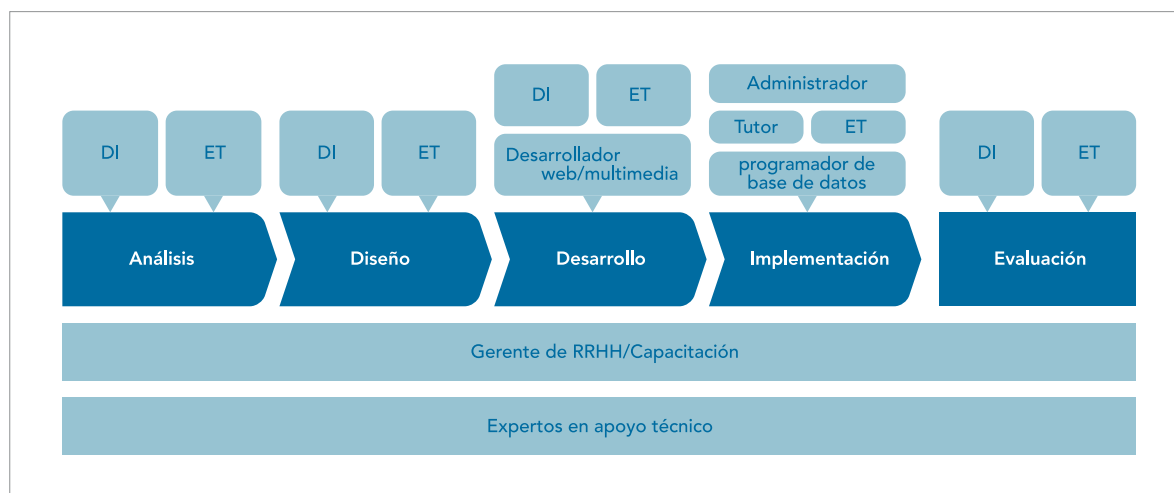 DI
ET
DI
ET
DI
ET
Desarrollador
web/multimedia
Administrador
Tutor
ET
programador de
base de datos
DI
ET
Análisis
Diseño
Desarrollo
Implementación
Evaluación
Gerente de RRHH/Capacitación
Expertos en apoyo técnico